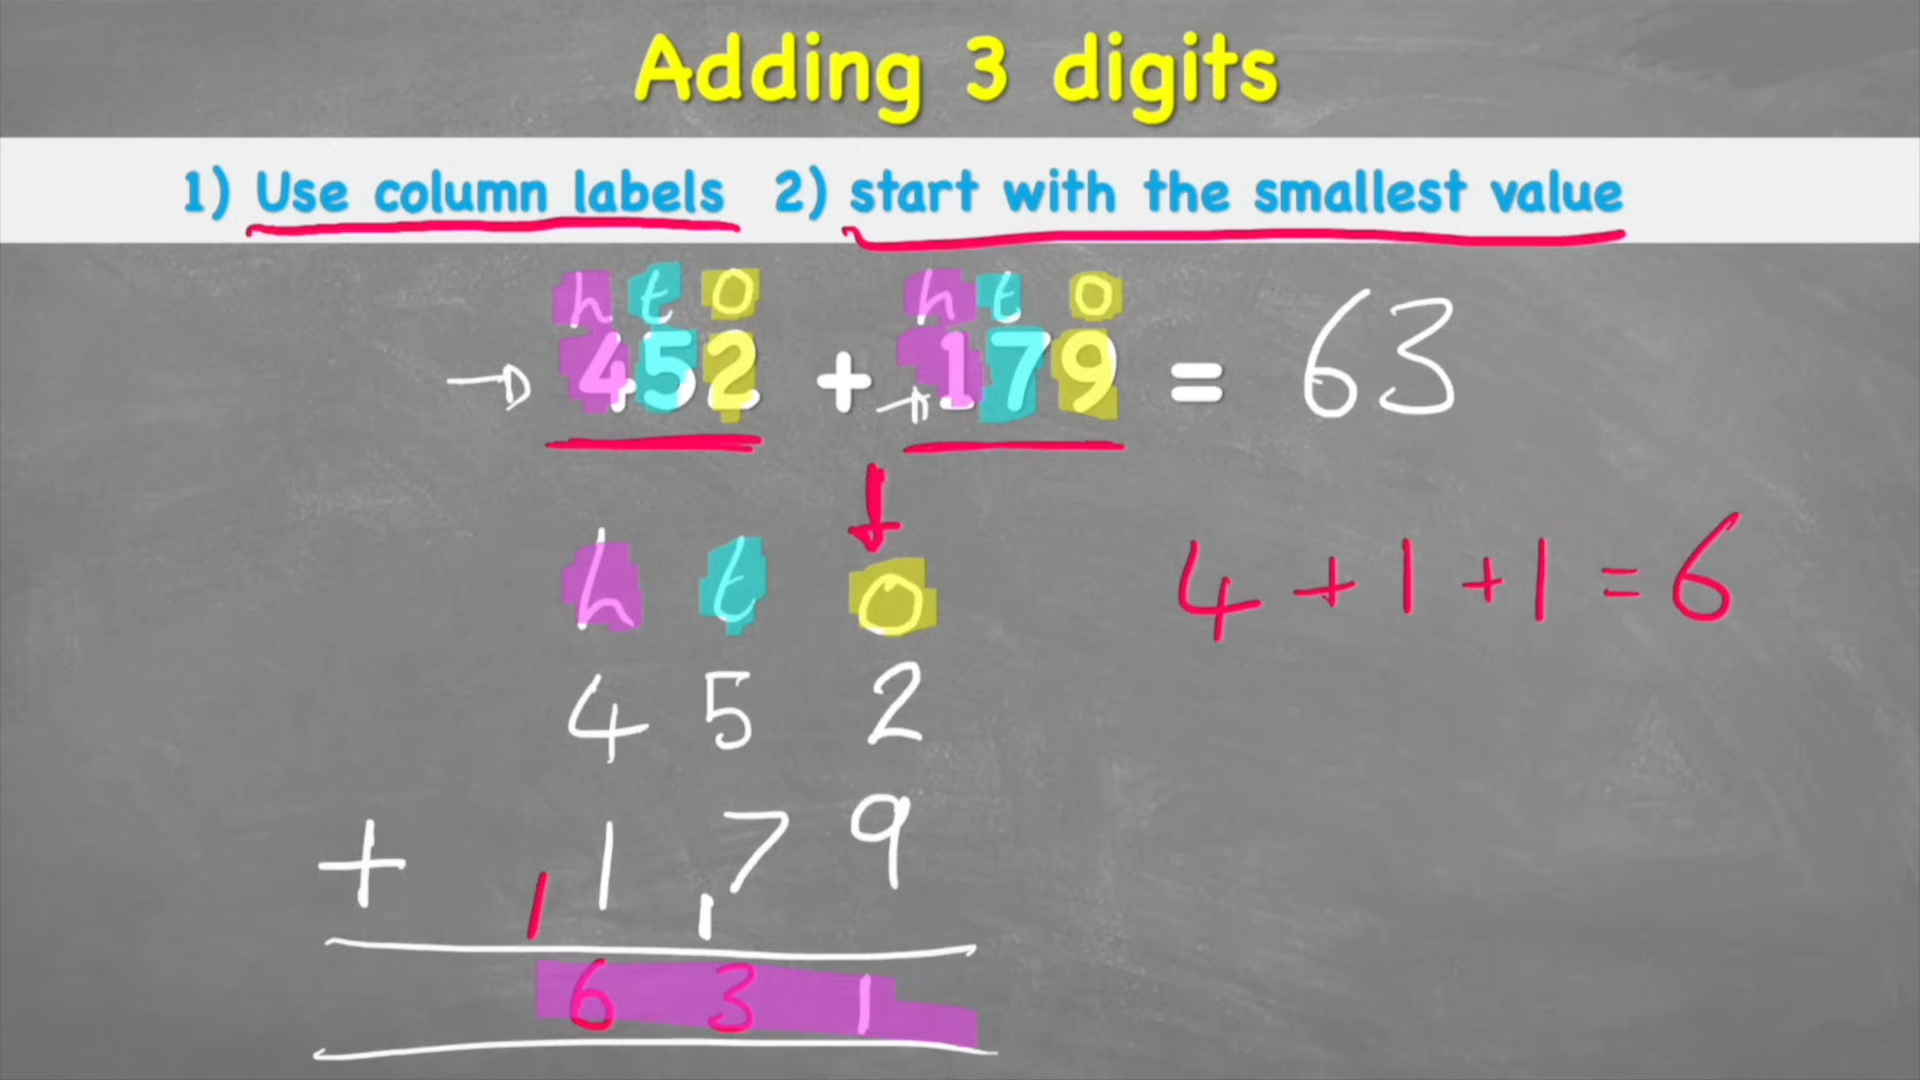 Adding 3 digits
1) Use column labels 2) start with the smallest value
h t o h t o
452 + 179 = 63
h t o
4 + 1 + 1 = 6
4 5 2
+ 1 7 9
1 1
6 3 1